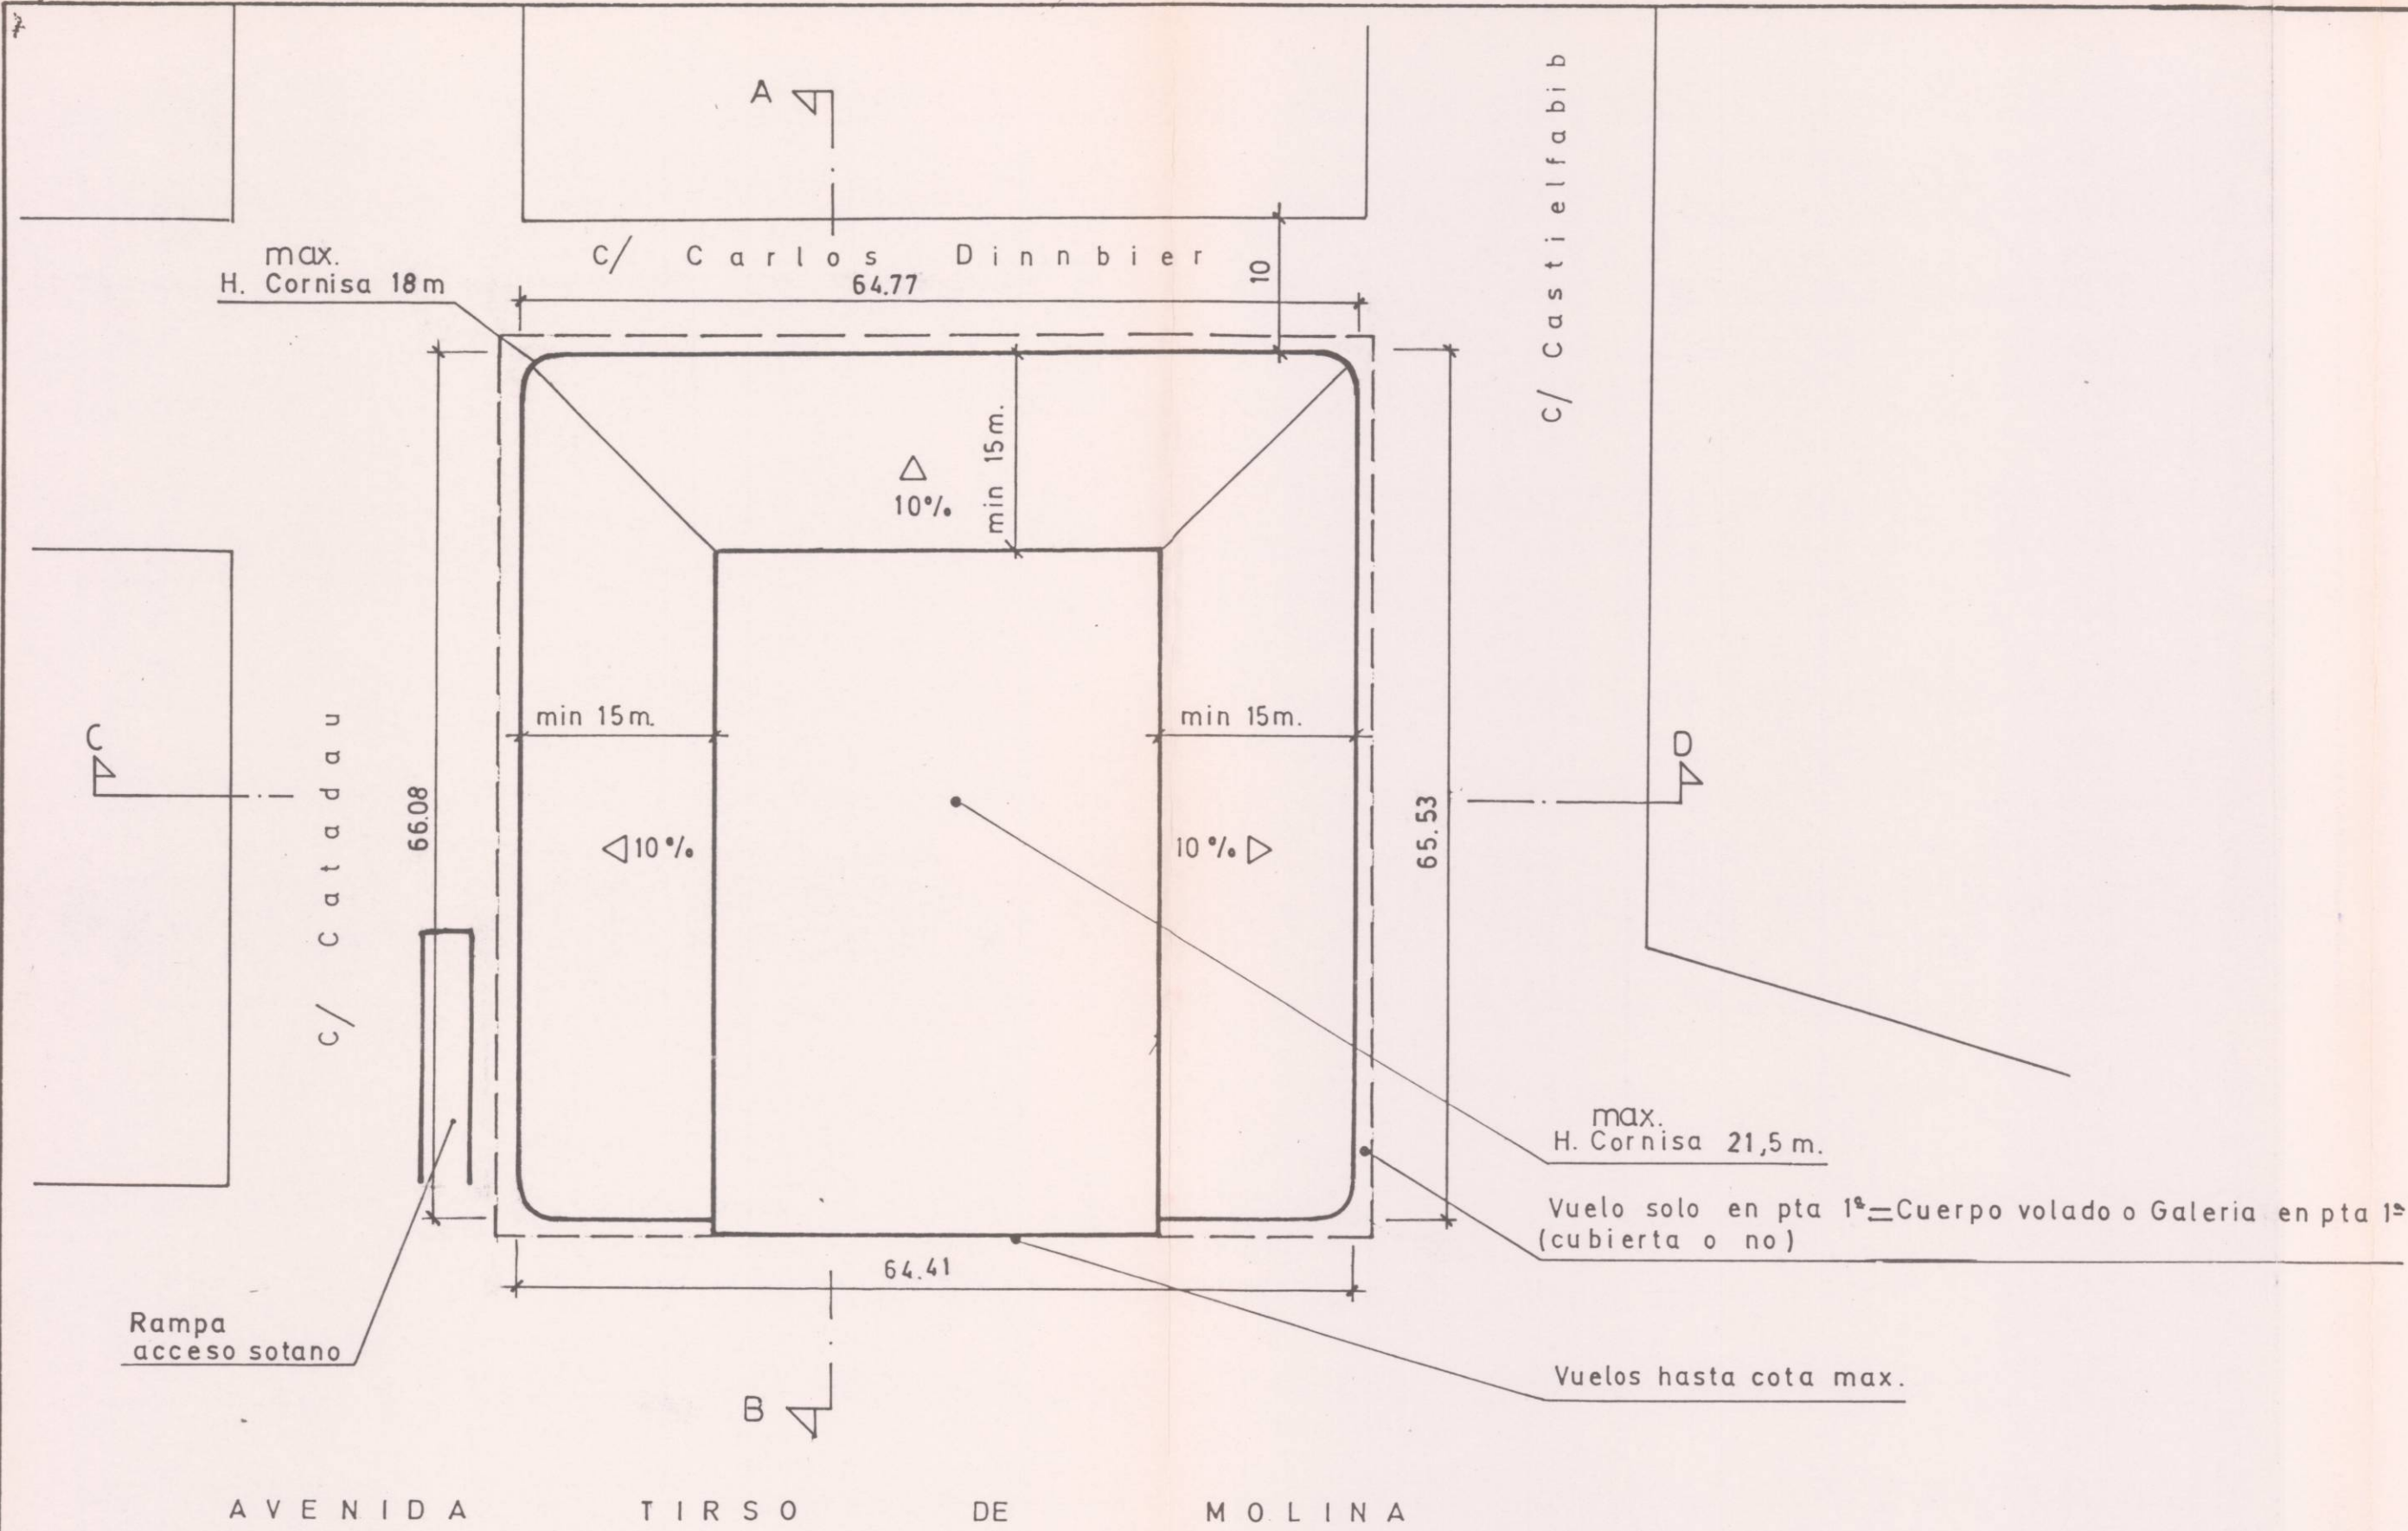 A
C/ Castielfabib
max.
H. Cornisa 18 m
C/ Carlos Dinnbier
10
64.77
min 15m.
10%
min 15m.
min 15m.
C
C/ Catadau
D
66.08
65.53
10%
10%
max.
H. Cornisa 21,5 m.
Vuelo solo en pta 1ª = Cuerpo volado o Galeria en pta 1ª
(cubierta o no)
64.41
Rampa
acceso sotano
Vuelos hasta cota max.
B
AVENIDA TIRSO DE MOLINA